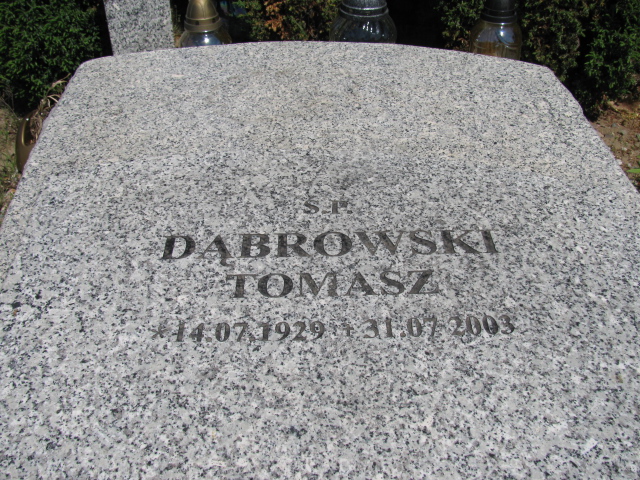 Ś.P.
DĄBROWSKI
TOMASZ
*14.07.1929 + 31.07.2003